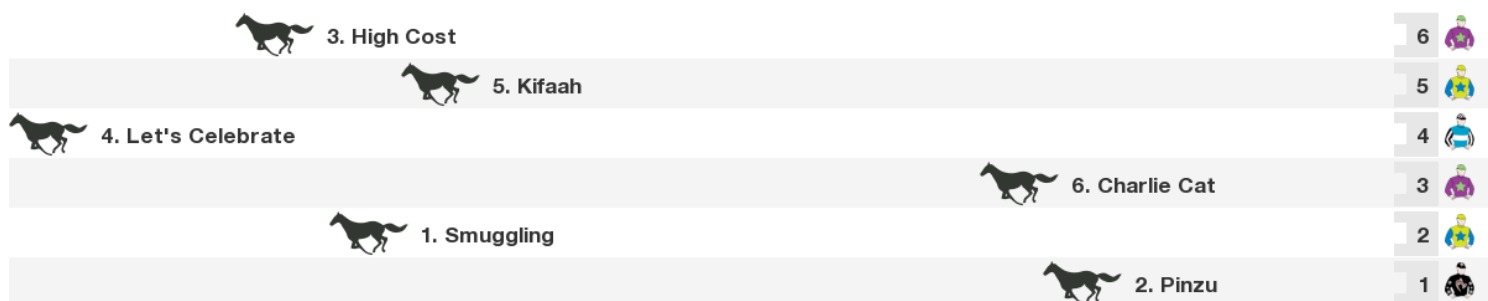 3. High Cost 6
5. Kifaah 5
4. Let's Celebrate 4
6. Charlie Cat 3
1. Smuggling 2
2. Pinzu 1